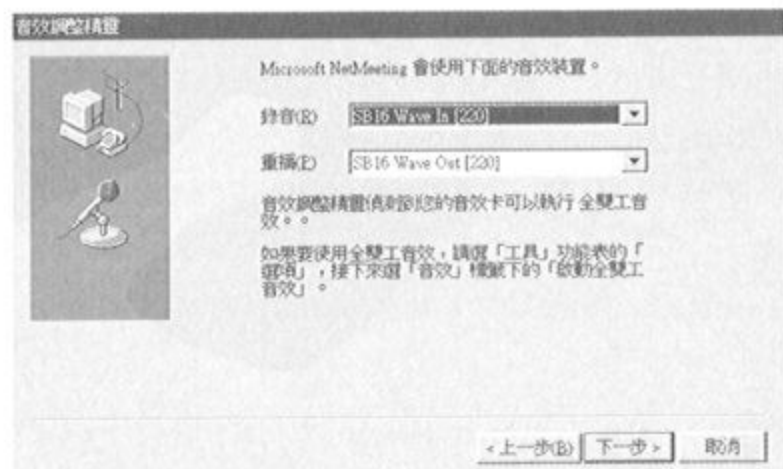 音效調整精靈
Microsoft NetMeeting 會使用下面的音效裝置。
錄音(R) SB16 Wave In [220]
重播(P) SB16 Wave Out [220]
音效調整精靈偵測到您的音效卡可以執行 全雙工音
效。。
如果要使用全雙工音效，請選「工具」功能表的「
選項」，接下來選「音效」標籤下的「啟動全雙工
音效」。
<上一步(B) 下一步> 取消